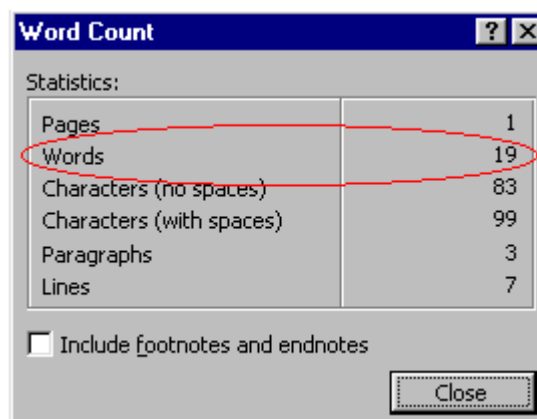 Word Count
Statistics:
Pages 1
Words 19
Characters (no spaces) 83
Characters (with spaces) 99
Paragraphs 3
Lines 7
Include footnotes and endnotes
Close